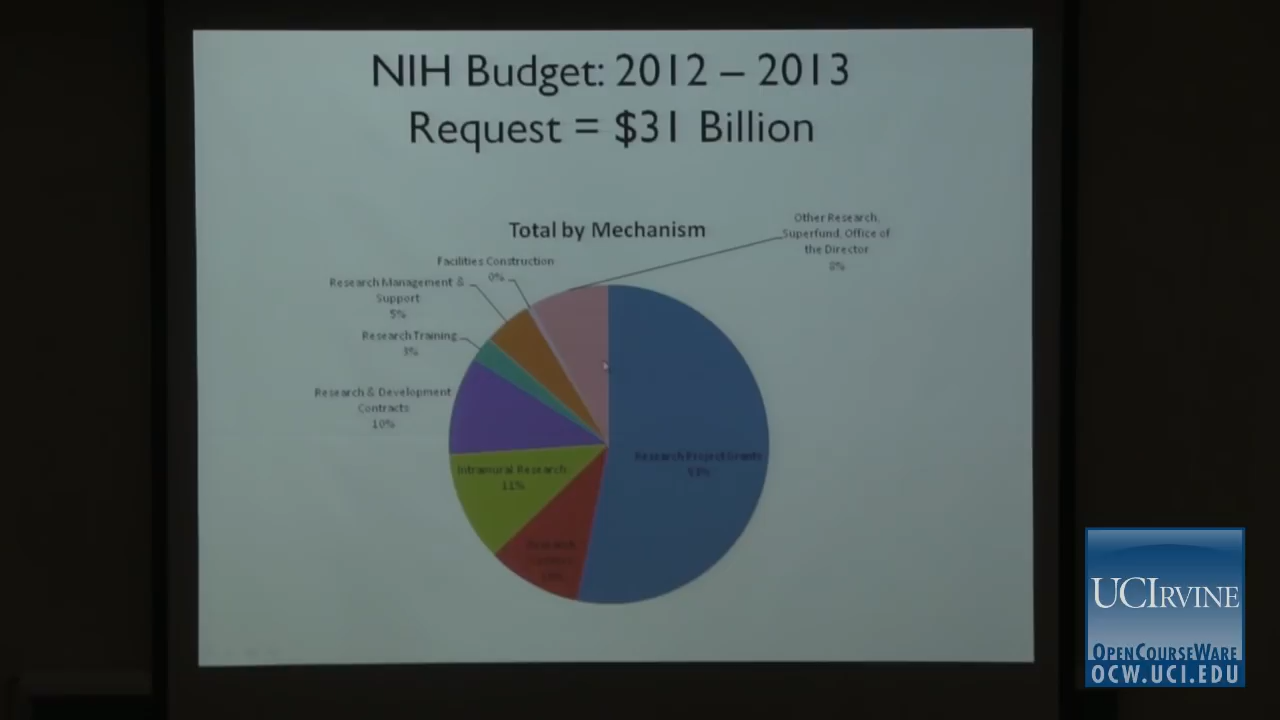 NIH Budget: 2012 – 2013
Request = $31 Billion
Total by Mechanism
Other Research,
Superfund, Office of
the Director
8%
Facilities Construction
0%
Research Management &
Support
5%
Research Training
3%
Research & Development
Contracts
10%
Research Project Grants
53%
Intramural Research
11%
Research
UCIRVINE
OPENCOURSEWARE
OCW.UCI.EDU